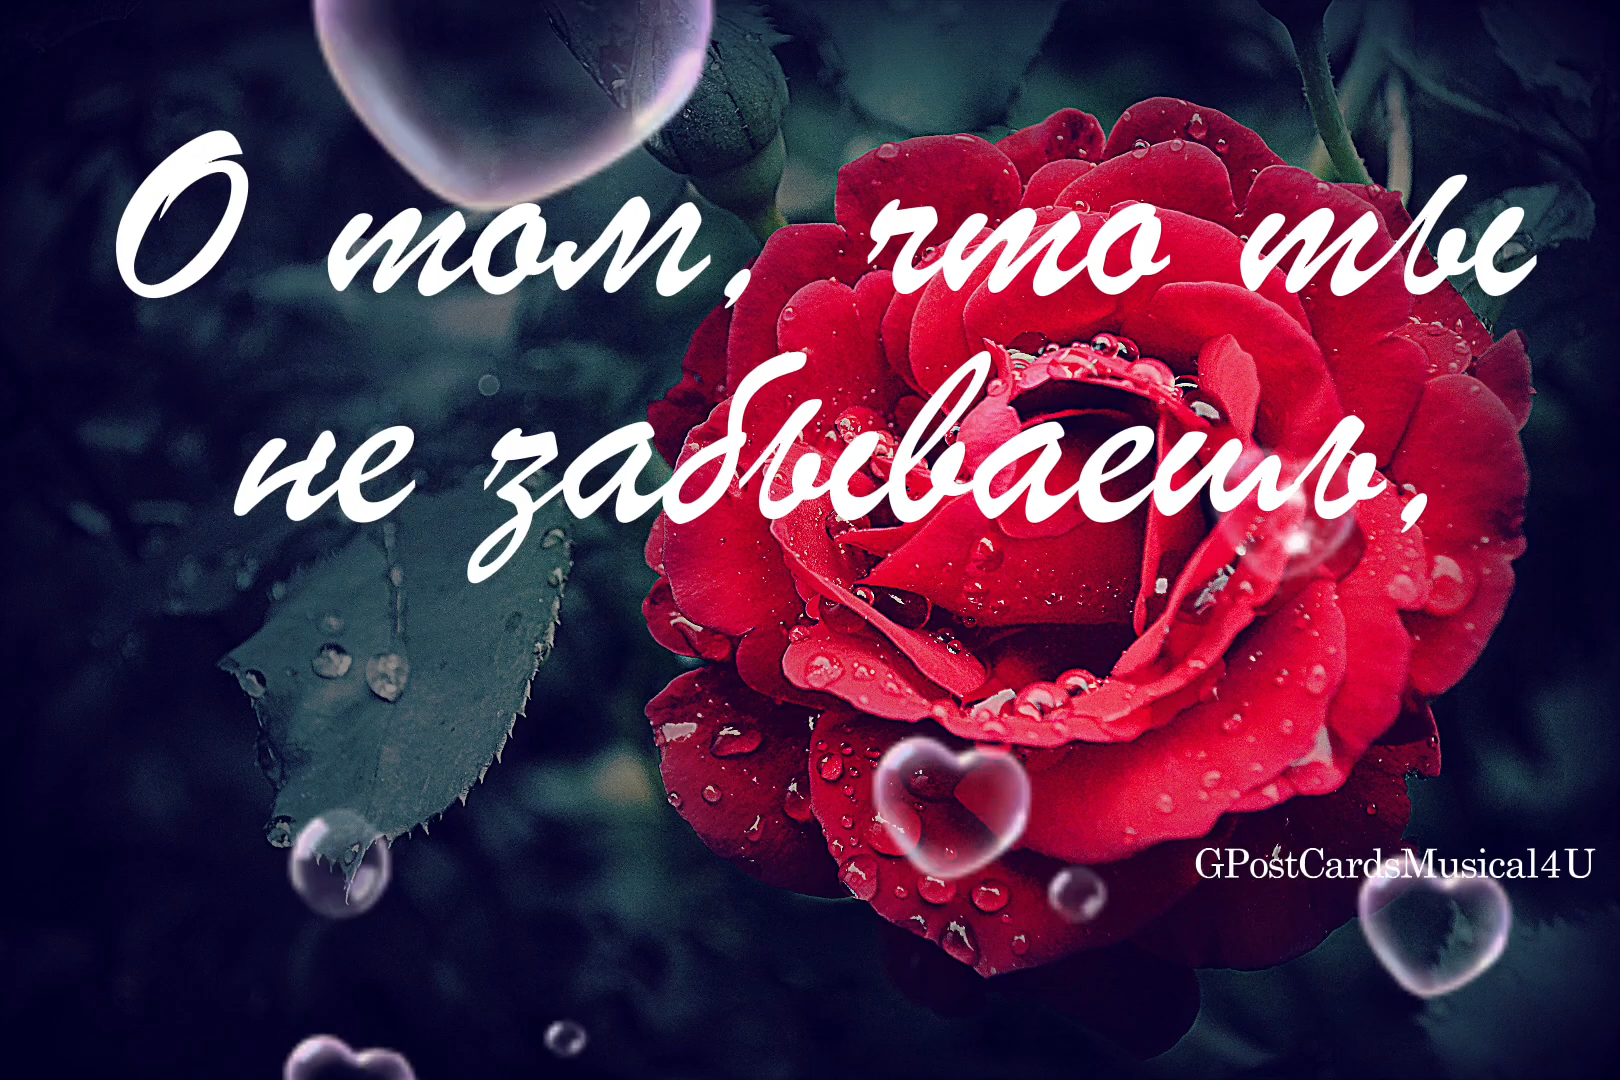 О том, что ты
не забываешь,
GPostCardsMusical4U